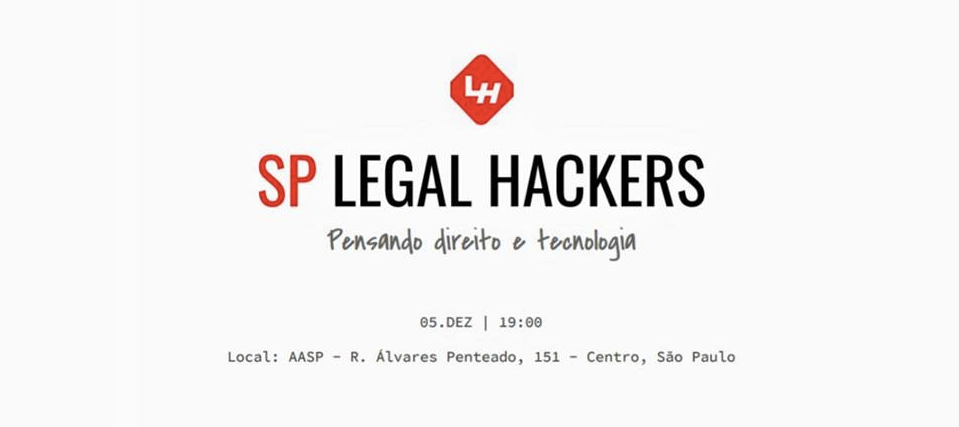 LH
SP LEGAL HACKERS
Pensando direito e tecnologia
05.DEZ | 19:00
Local: AASP - R. Álvares Penteado, 151 - Centro, São Paulo